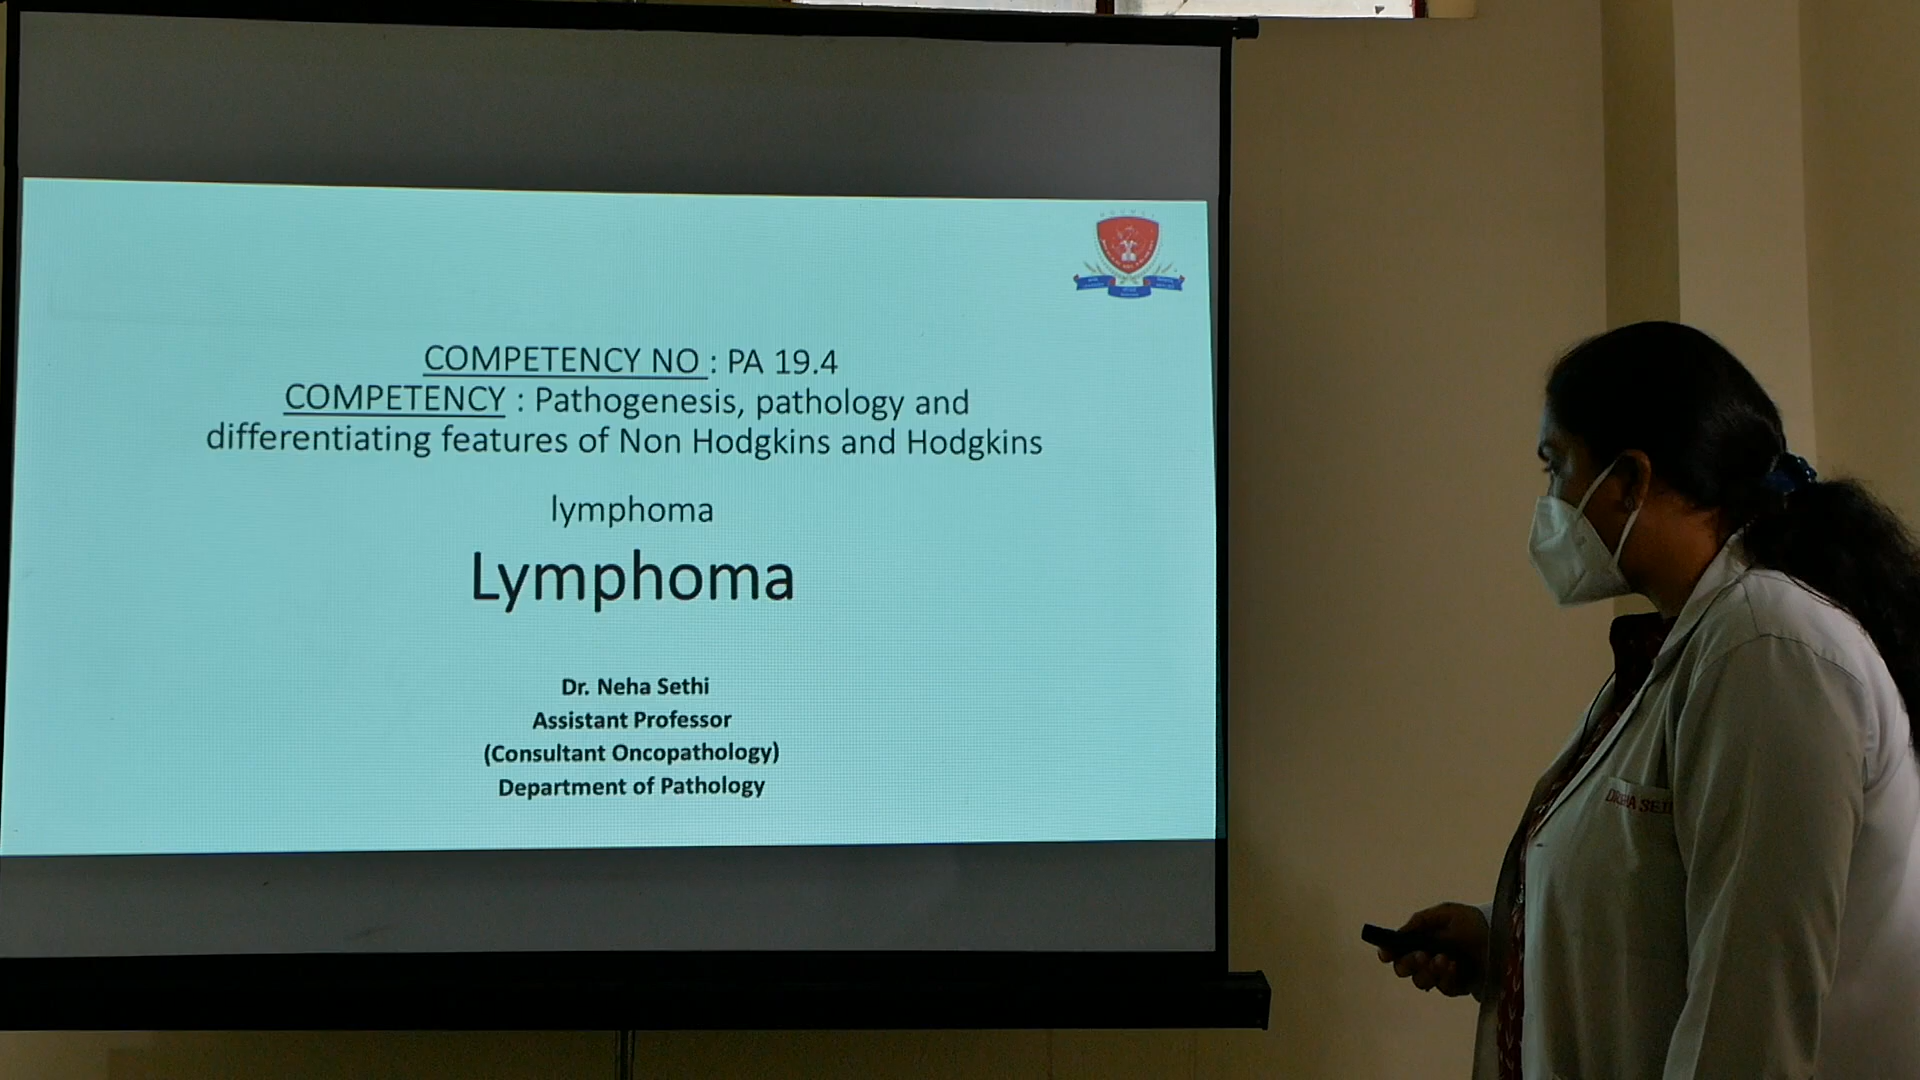 COMPETENCY NO : PA 19.4
COMPETENCY : Pathogenesis, pathology and
differentiating features of Non Hodgkins and Hodgkins
lymphoma
Lymphoma
Dr. Neha Sethi
Assistant Professor
(Consultant Oncopathology)
Department of Pathology